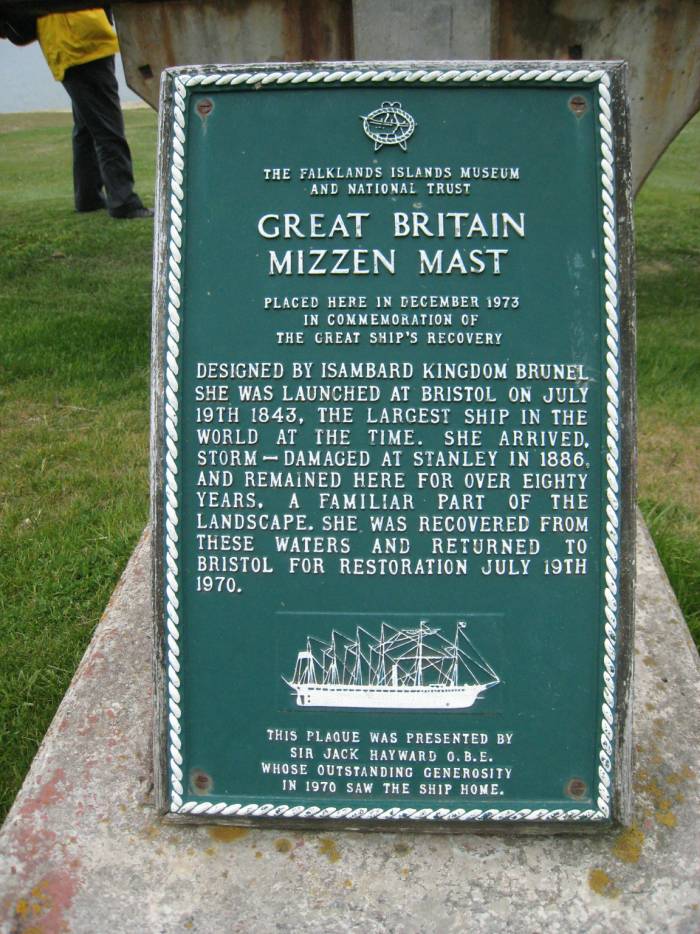 THE FALKLANDS ISLANDS MUSEUM
AND NATIONAL TRUST
GREAT BRITAIN
MIZZEN MAST
PLACED HERE IN DECEMBER 1973
IN COMMEMORATION OF
THE GREAT SHIP'S RECOVERY
DESIGNED BY ISAMBARD KINGDOM BRUNEL
SHE WAS LAUNCHED AT BRISTOL ON JULY
19TH 1843, THE LARGEST SHIP IN THE
WORLD AT THE TIME. SHE ARRIVED,
STORM-DAMAGED AT STANLEY IN 1886,
AND REMAINED HERE FOR OVER EIGHTY
YEARS, A FAMILIAR PART OF THE
LANDSCAPE. SHE WAS RECOVERED FROM
THESE WATERS AND RETURNED TO
BRISTOL FOR RESTORATION JULY 19TH
1970.
THIS PLAQUE WAS PRESENTED BY
SIR JACK HAYWARD O.B.E.
WHOSE OUTSTANDING GENEROSITY
IN 1970 SAW THE SHIP HOME.